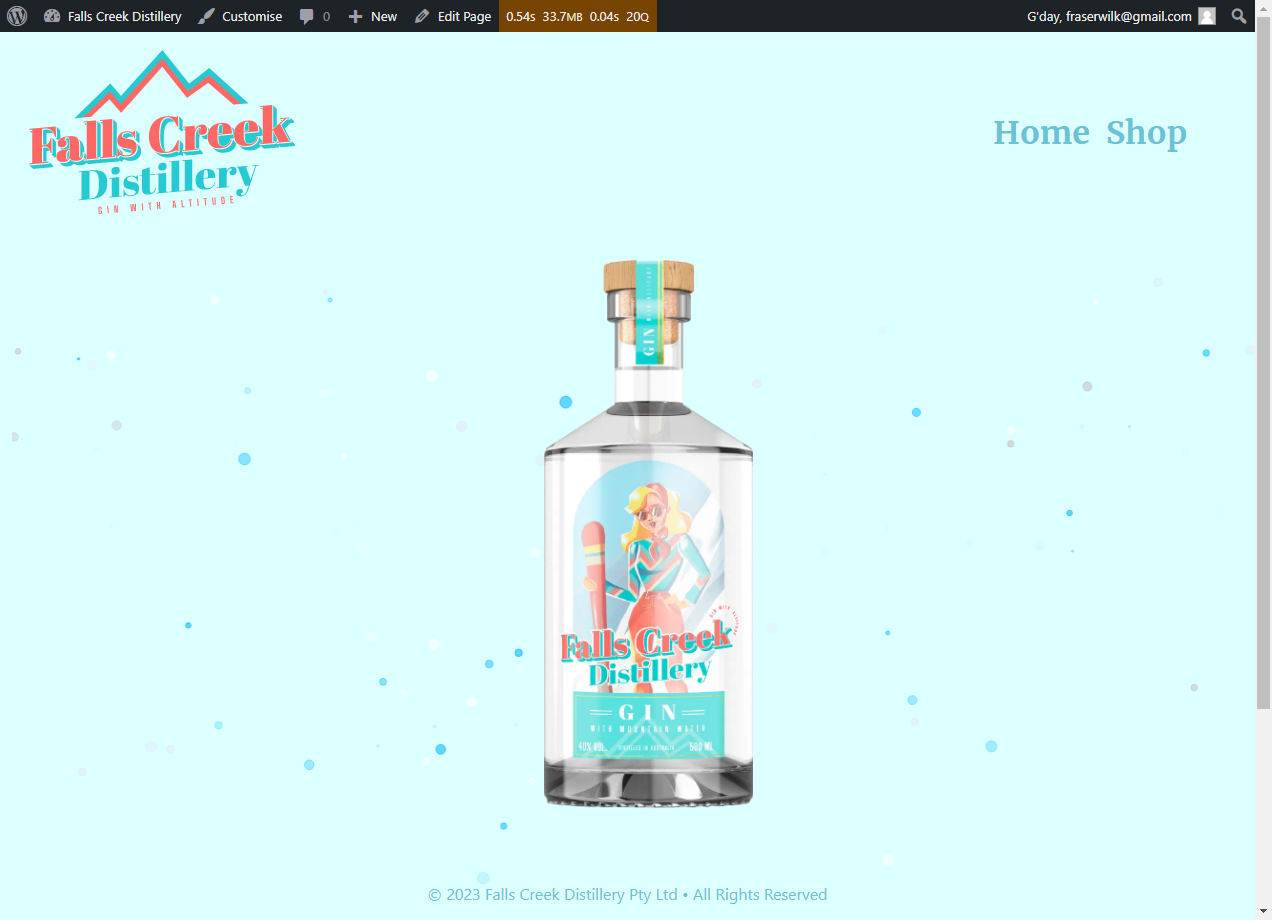 Falls Creek Distillery Customise 0 New Edit Page 0.54s 33.7MB 0.04s 20Q G'day, fraserwilk@gmail.com
Falls Creek
Distillery
GIN WITH ALTITUDE
Home Shop
GIN
Falls Creek
Distillery
GIN
WITH MOUNTAIN WATER
40% VOL. DISTILLED IN AUSTRALIA 500 ML
© 2023 Falls Creek Distillery Pty Ltd • All Rights Reserved